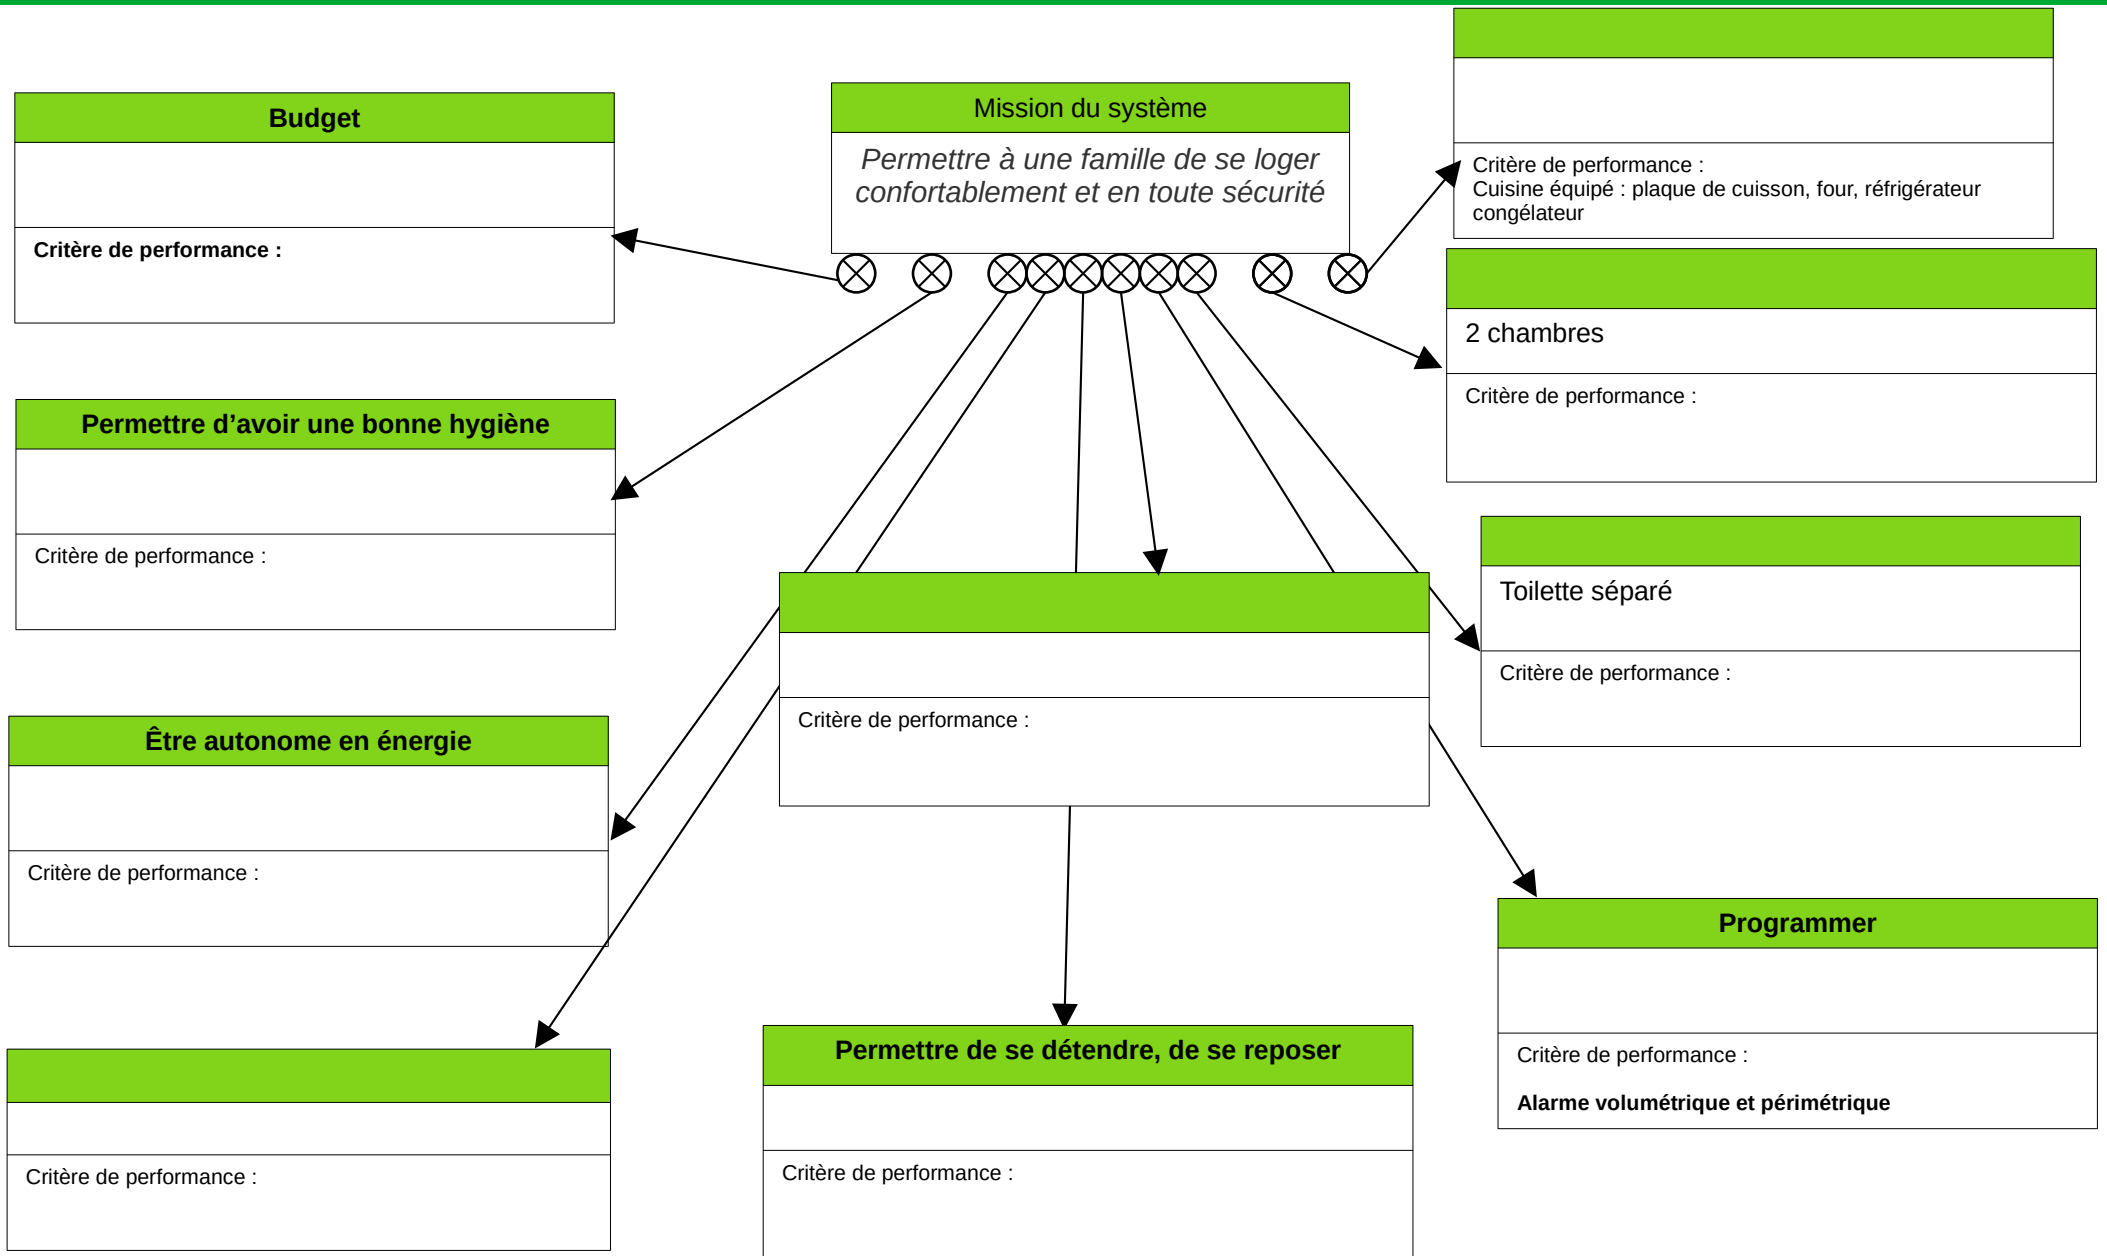 Budget
Critère de performance :
Mission du système
Permettre à une famille de se loger
confortablement et en toute sécurité
Critère de performance :
Cuisine équipé : plaque de cuisson, four, réfrigérateur
congélateur
2 chambres
Critère de performance :
Permettre d’avoir une bonne hygiène
Critère de performance :
Toilette séparé
Critère de performance :
Critère de performance :
Être autonome en énergie
Critère de performance :
Programmer
Critère de performance :
Alarme volumétrique et périmétrique
Critère de performance :
Permettre de se détendre, de se reposer
Critère de performance :